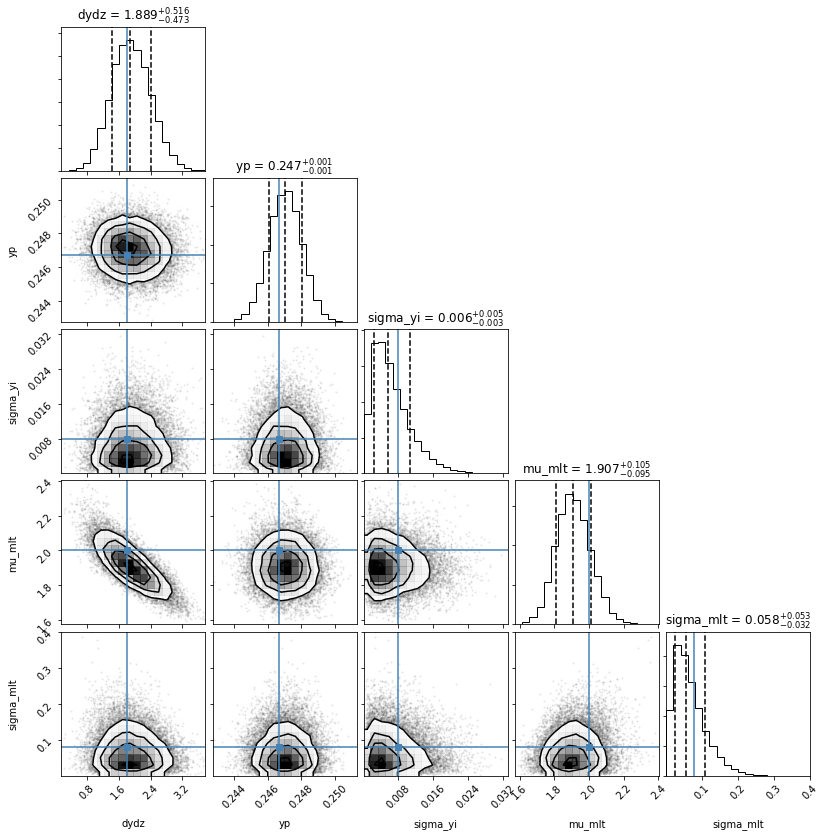 dydz = 1.889+0.516−0.473
yp = 0.247+0.001−0.001
0.250
0.248
0.246
0.244
yp
sigma_yi = 0.006+0.005−0.003
0.032
0.024
0.016
0.008
sigma_yi
mu_mlt = 1.907+0.105−0.095
2.4
2.2
2.0
1.8
1.6
mu_mlt
sigma_mlt = 0.058+0.053−0.032
0.4
0.3
0.2
0.1
sigma_mlt
0.8 1.6 2.4 3.2 0.244 0.246 0.248 0.250 0.008 0.016 0.024 0.032 1.6 1.8 2.0 2.2 2.4 0.1 0.2 0.3 0.4
dydz yp sigma_yi mu_mlt sigma_mlt